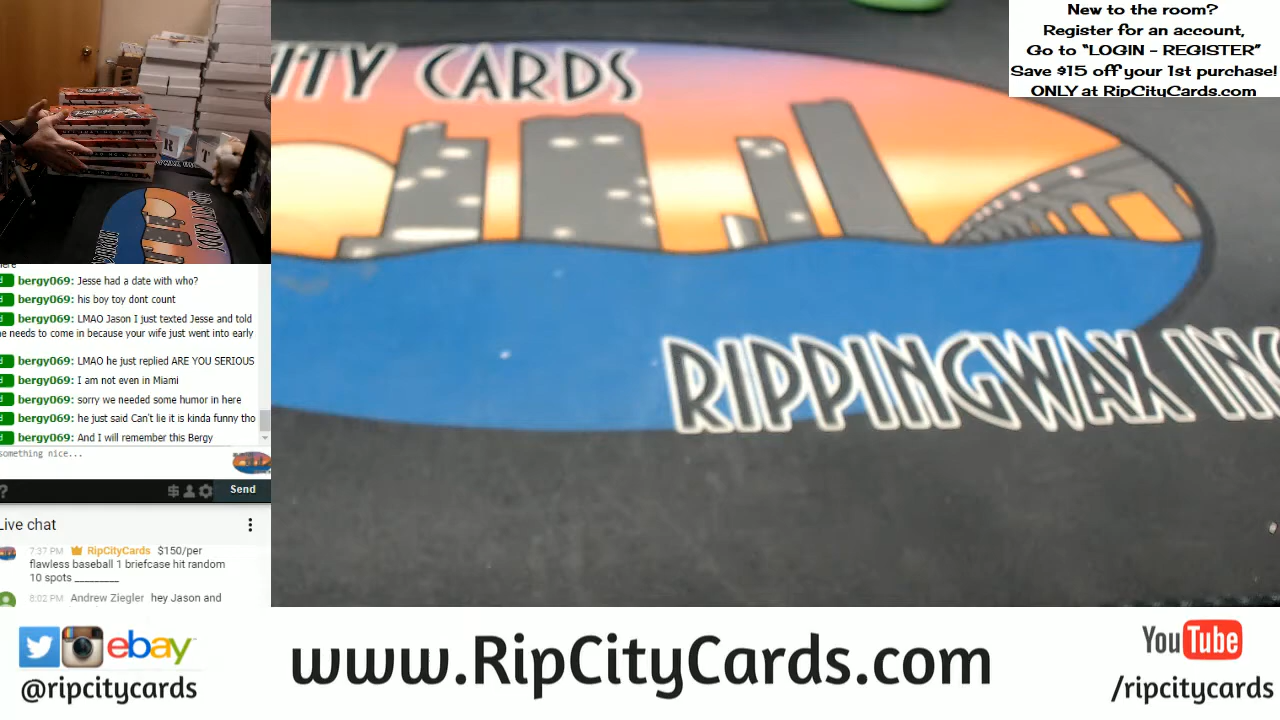 New to the room?
Register for an account,
Go to “LOGIN - REGISTER”
Save $15 off your 1st purchase!
ONLY at RipCityCards.com
ITY CARDS
RIPPINGWAX INC
bergy069: Jesse had a date with who?
bergy069: his boy toy dont count
bergy069: LMAO Jason I just texted Jesse and told
e needs to come in because your wife just went into early
bergy069: LMAO he just replied ARE YOU SERIOUS
bergy069: I am not even in Miami
bergy069: sorry we needed some humor in here
bergy069: he just said Can't lie it is kinda funny tho
bergy069: And I will remember this Bergy
something nice...
Send
Live chat
7:37 PM RipCityCards $150/per
flawless baseball 1 briefcase hit random
10 spots _________
8:02 PM Andrew Ziegler hey Jason and
ebay
@ripcitycards
www.RipCityCards.com
YouTube
/ripcitycards